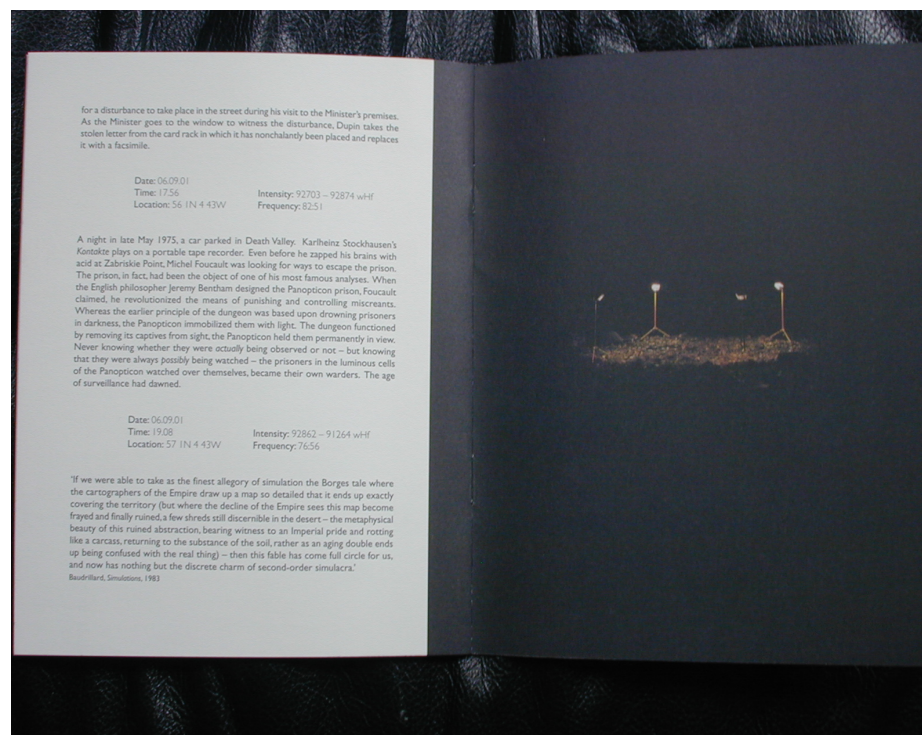 for a disturbance to take place in the street during his visit to the Minister's premises.
As the Minister goes to the window to witness the disturbance, Dupin takes the
stolen letter from the card rack in which it has nonchalantly been placed and replaces
it with a facsimile.
Date: 06.09.01
Time: 17.56
Location: 56 1N 4 43W
Intensity: 92703 – 92874 wHf
Frequency: 82:51
A night in late May 1975, a car parked in Death Valley. Karlheinz Stockhausen's
Kontakte plays on a portable tape recorder. Even before he zapped his brains with
acid at Zabriskie Point, Michel Foucault was looking for ways to escape the prison.
The prison, in fact, had been the object of one of his most famous analyses. When
the English philosopher Jeremy Bentham designed the Panopticon prison, Foucault
claimed, he revolutionized the means of punishing and controlling miscreants.
Whereas the earlier principle of the dungeon was based upon drowning prisoners
in darkness, the Panopticon immobilized them with light. The dungeon functioned
by removing its captives from sight, the Panopticon held them permanently in view.
Never knowing whether they were actually being observed or not – but knowing
that they were always possibly being watched – the prisoners in the luminous cells
of the Panopticon watched over themselves, became their own warders. The age
of surveillance had dawned.
Date: 06.09.01
Time: 19.08
Location: 57 1N 4 43W
Intensity: 92862 – 91264 wHf
Frequency: 76:56
'If we were able to take as the finest allegory of simulation the Borges tale where
the cartographers of the Empire draw up a map so detailed that it ends up exactly
covering the territory (but where the decline of the Empire sees this map become
frayed and finally ruined, a few shreds still discernible in the desert – the metaphysical
beauty of this ruined abstraction, bearing witness to an Imperial pride and rotting
like a carcass, returning to the substance of the soil, rather as an aging double ends
up being confused with the real thing) – then this fable has come full circle for us,
and now has nothing but the discrete charm of second-order simulacra.'
Baudrillard, Simulations, 1983